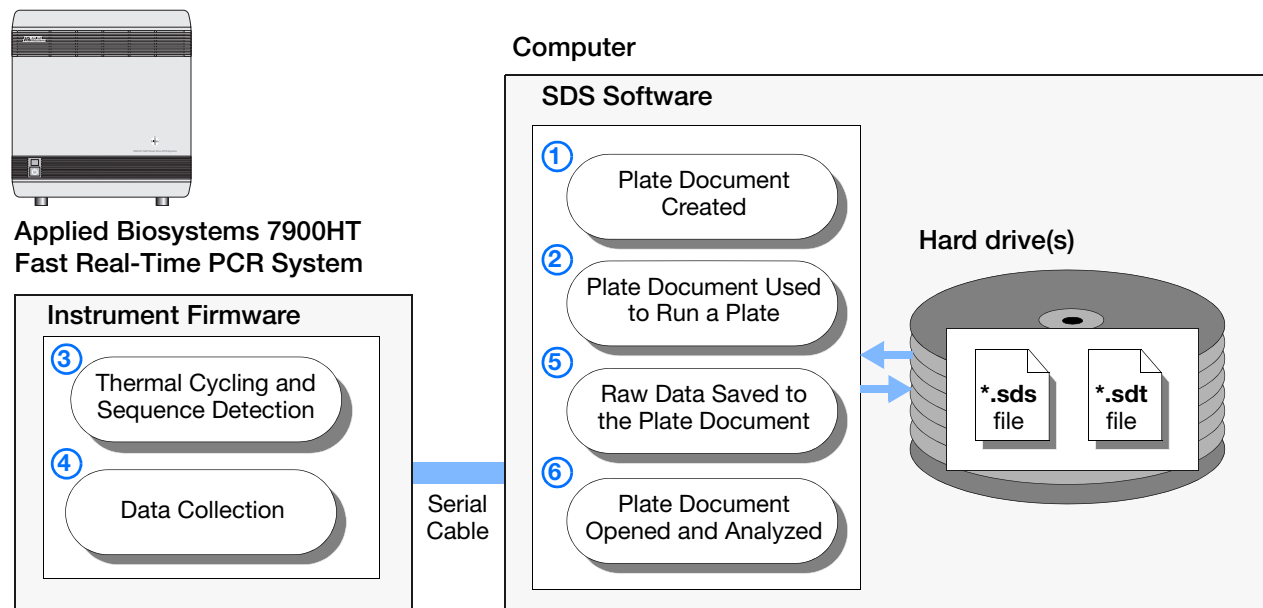 Computer
SDS Software
1
Plate Document
Created
2
Plate Document Used
to Run a Plate
5
Raw Data Saved to
the Plate Document
6
Plate Document
Opened and Analyzed
Hard drive(s)
*.sds
file
*.sdt
file
Applied Biosystems 7900HT
Fast Real-Time PCR System
Instrument Firmware
3
Thermal Cycling and
Sequence Detection
4
Data Collection
Serial
Cable